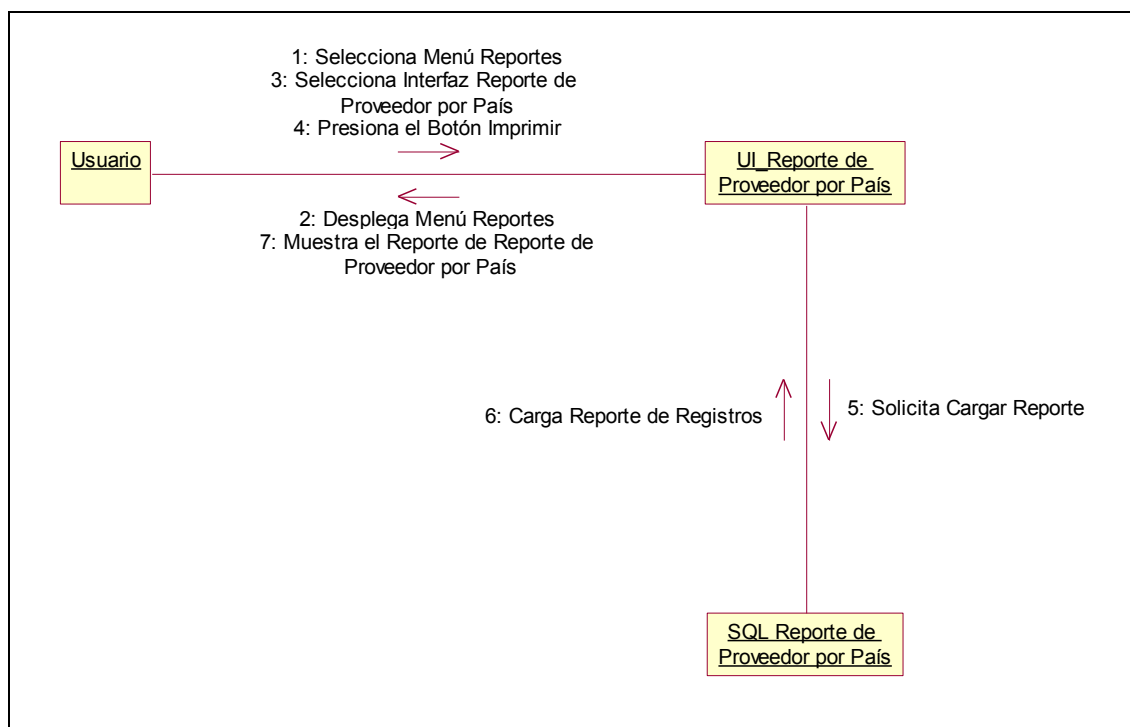 1: Selecciona Menú Reportes
3: Selecciona Interfaz Reporte de
Proveedor por País
4: Presiona el Botón Imprimir
Usuario
UI_Reporte de
Proveedor por País
2: Desplega Menú Reportes
7: Muestra el Reporte de Reporte de
Proveedor por País
6: Carga Reporte de Registros
5: Solicita Cargar Reporte
SQL Reporte de
Proveedor por País